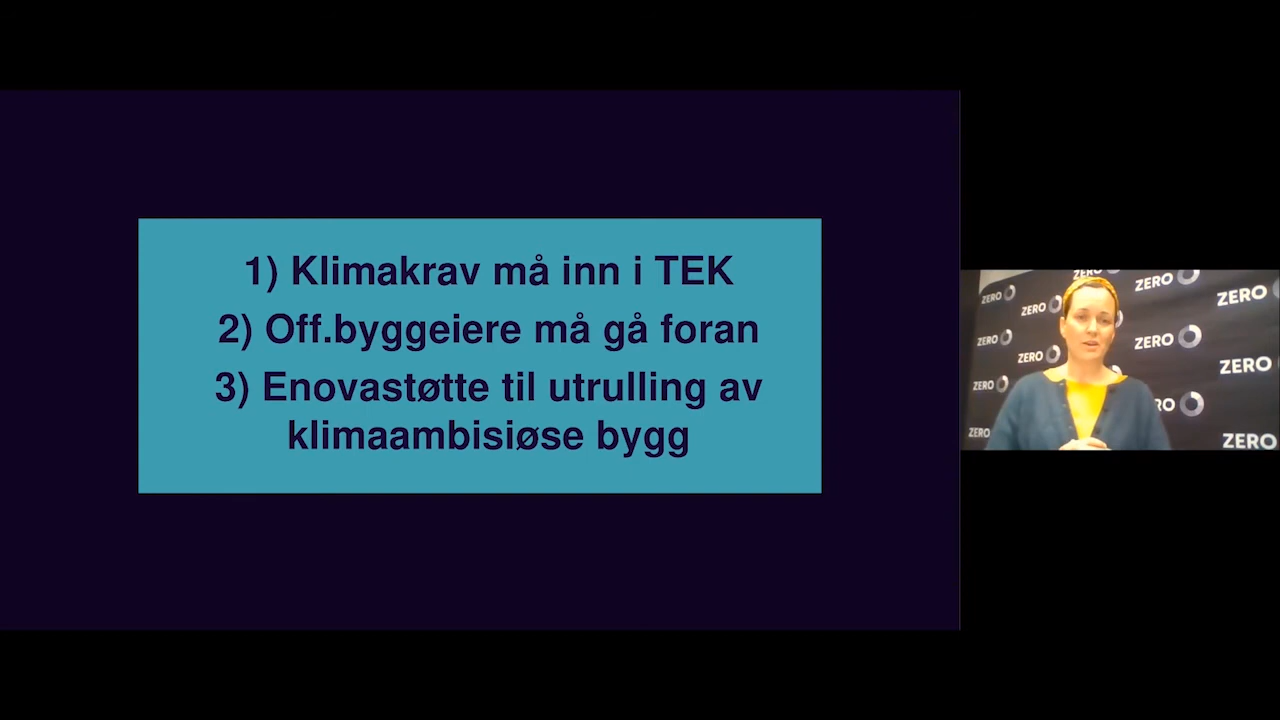 1) Klimakrav må inn i TEK
2) Off.byggeiere må gå foran
3) Enovastøtte til utrulling av
klimaambisiøse bygg
ZERO
ZERO
ZERO
ZERO
ZERO
ZERO
ZERO
ZERO
ZERO
ZERO
ZERO
ZERO